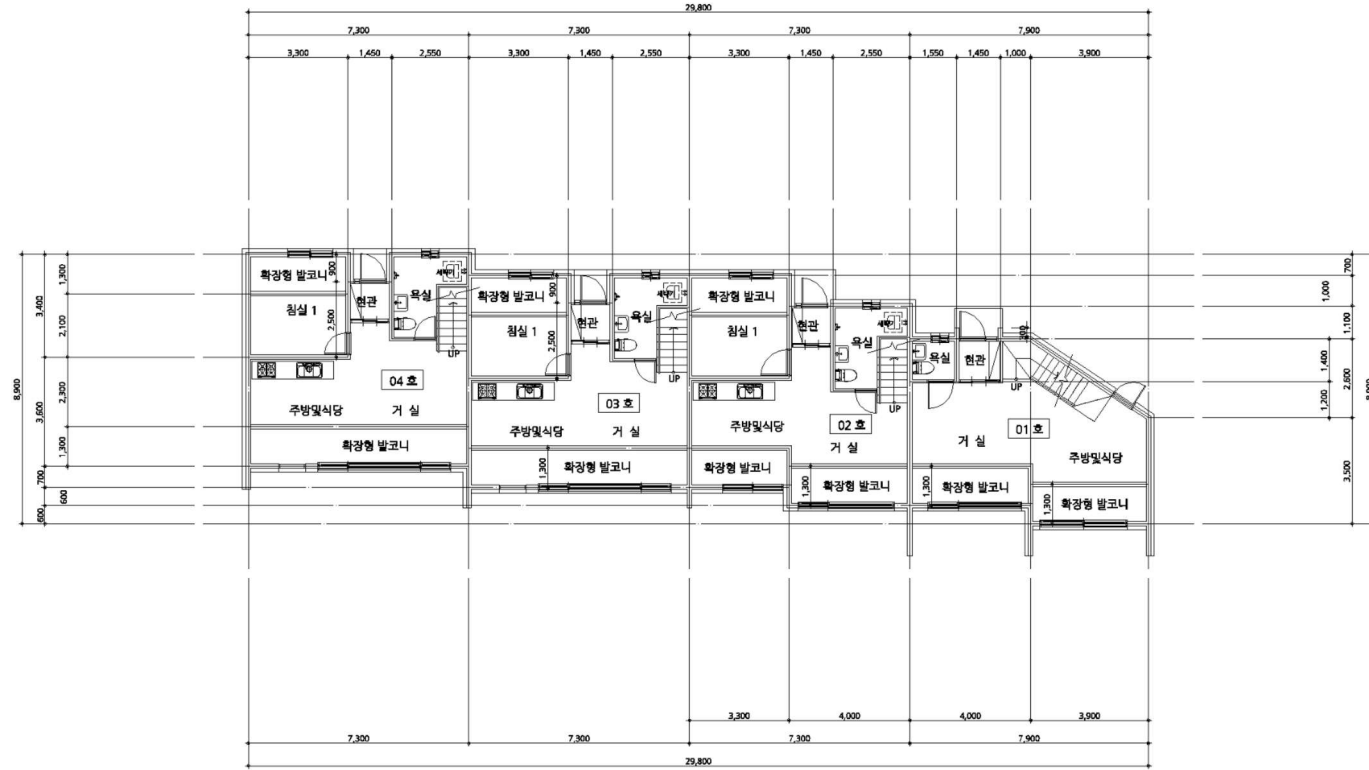 29,800
7,300 7,300 7,300 7,900
3,300 1,450 2,550 3,300 1,450 2,550 3,300 1,450 2,550 1,550 1,450 1,000 3,900
8,900
3,400 3,600 700 600
1,300 2,100 2,300 1,300 600
확장형 발코니
900
침실 1
2,500
현관
욕실
세탁기
UP
04 호
주방및식당
거 실
확장형 발코니
확장형 발코니
900
침실 1
2,500
현관
욕실
세탁기
UP
03 호
주방및식당
거 실
1,300
확장형 발코니
확장형 발코니
침실 1
현관
욕실
세탁기
UP
02 호
주방및식당
거 실
확장형 발코니
1,300
확장형 발코니
욕실
현관
UP
01 호
거 실
주방및식당
1,300
확장형 발코니
1,300
확장형 발코니
700
1,000
1,100
1,400
1,200
2,600
3,500
3,300 4,000 4,000 3,900
7,300 7,300 7,300 7,900
29,800